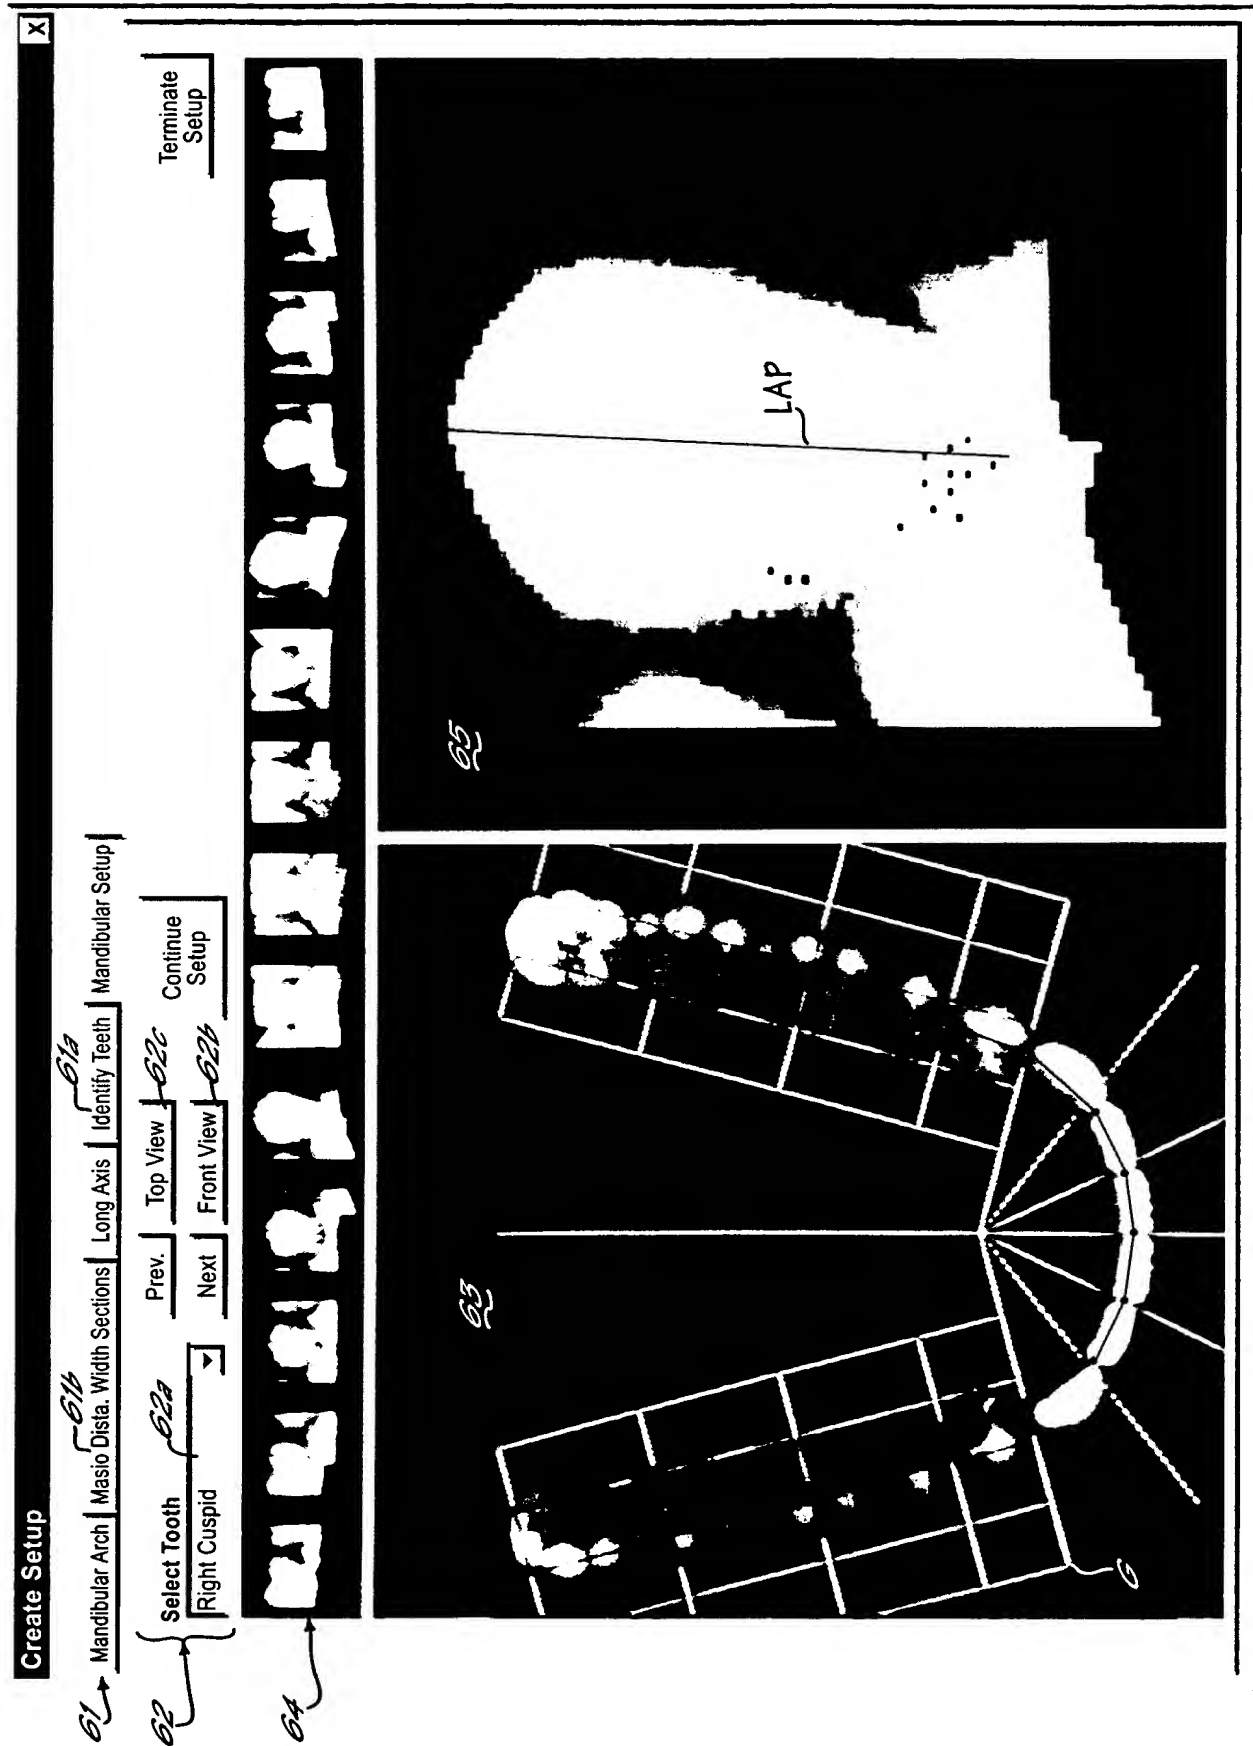 Create Setup X
61 Mandibular Arch Masio Dista. Width Sections Long Axis Identify Teeth Mandibular Setup
61b 61a
62 Select Tooth 62a Prev. Top View 62c Continue Setup Terminate Setup
Right Cuspid Next Front View 62b
64
63
65
LAP
G